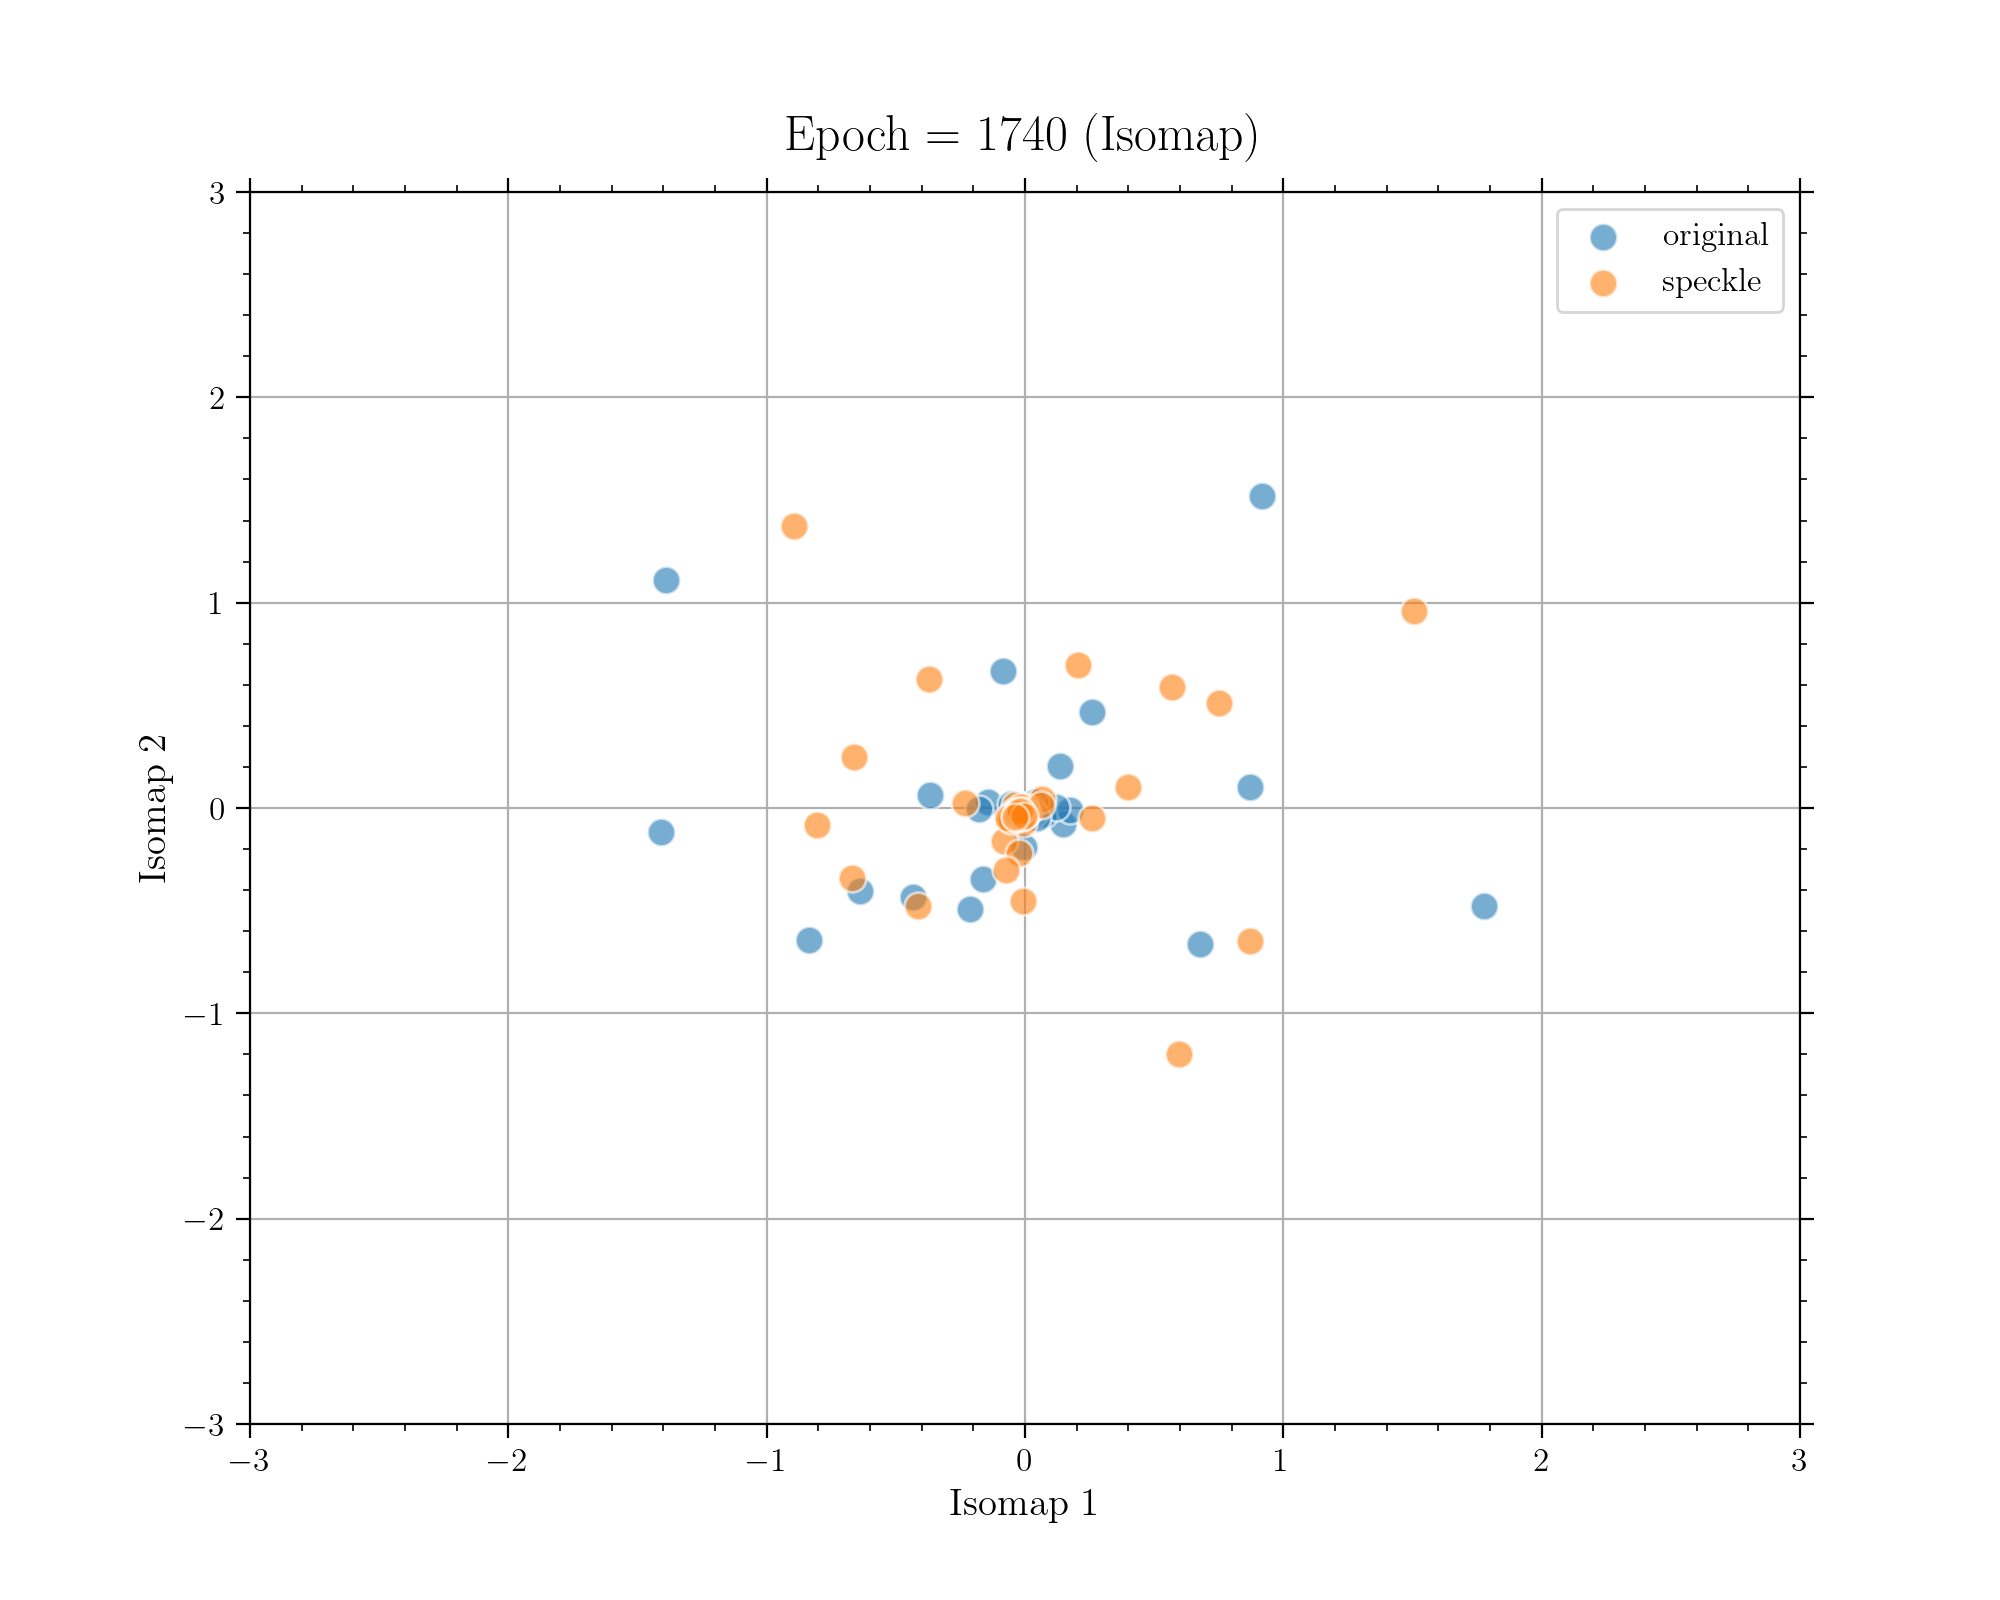 Epoch = 1740 (Isomap)
original
speckle
3
2
1
0
−1
−2
−3
Isomap 2
−3
−2
−1
0
1
2
3
Isomap 1